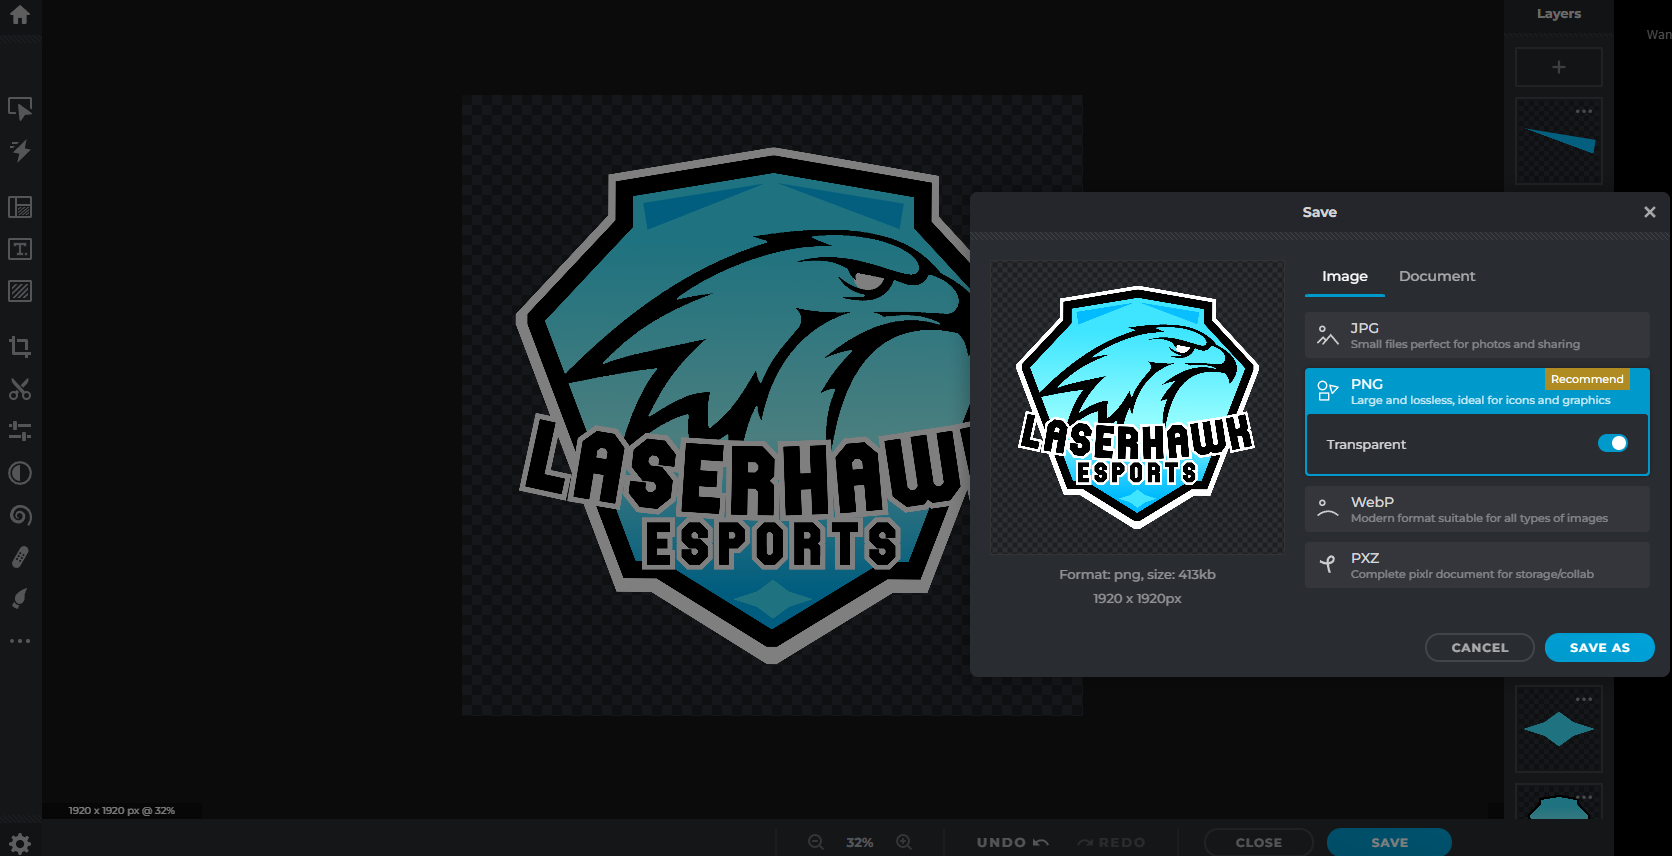 Layers
Wan
Save
Image
Document
JPG
Small files perfect for photos and sharing
Recommend
PNG
Large and lossless, ideal for icons and graphics
Transparent
WebP
Modern format suitable for all types of images
PXZ
Complete pixlr document for storage/collab
LASERHAWK
ESPORTS
Format: png, size: 413kb
1920 x 1920px
CANCEL
SAVE AS
LASERHAW
ESPORTS
T.
1920 x 1920 px @ 32%
32%
UNDO
REDO
CLOSE
SAVE